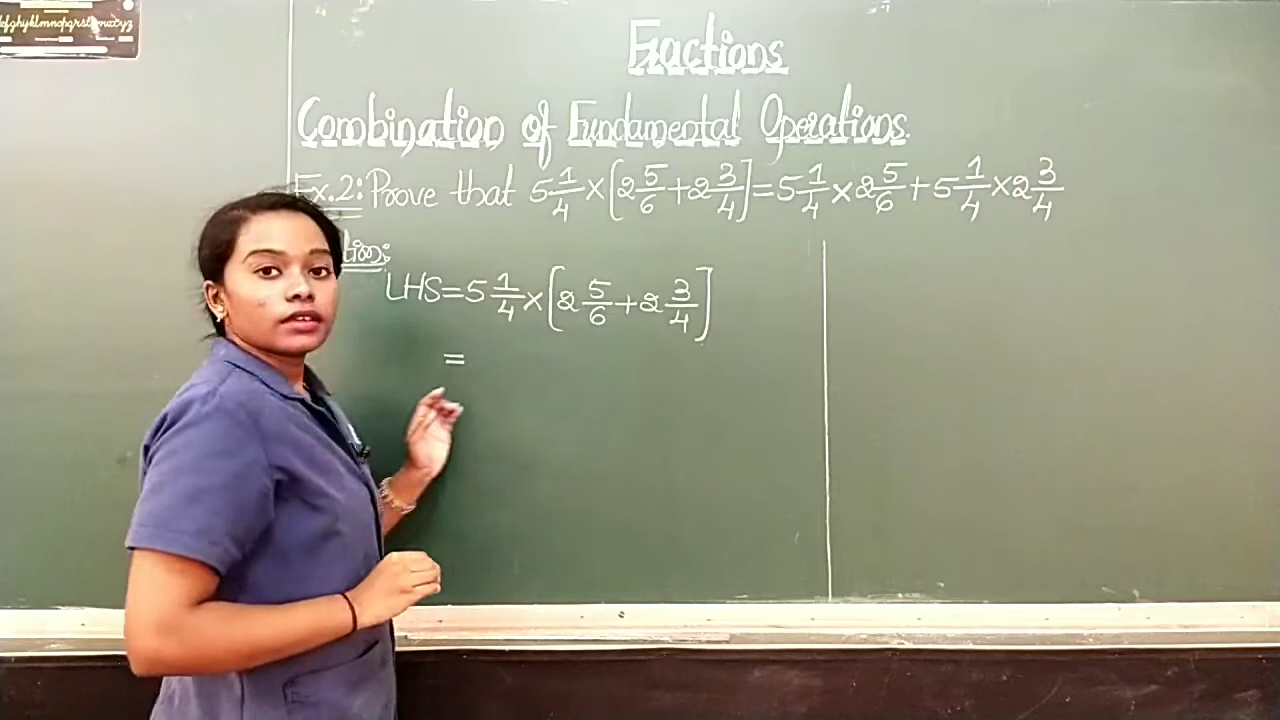 Fractions
Combination of Fundamental Operations.
Ex.2: Prove that 5 1/4 × [2 5/6 + 2 3/4] = 5 1/4 × 2 5/6 + 5 1/4 × 2 3/4
LHS = 5 1/4 × [2 5/6 + 2 3/4]
=